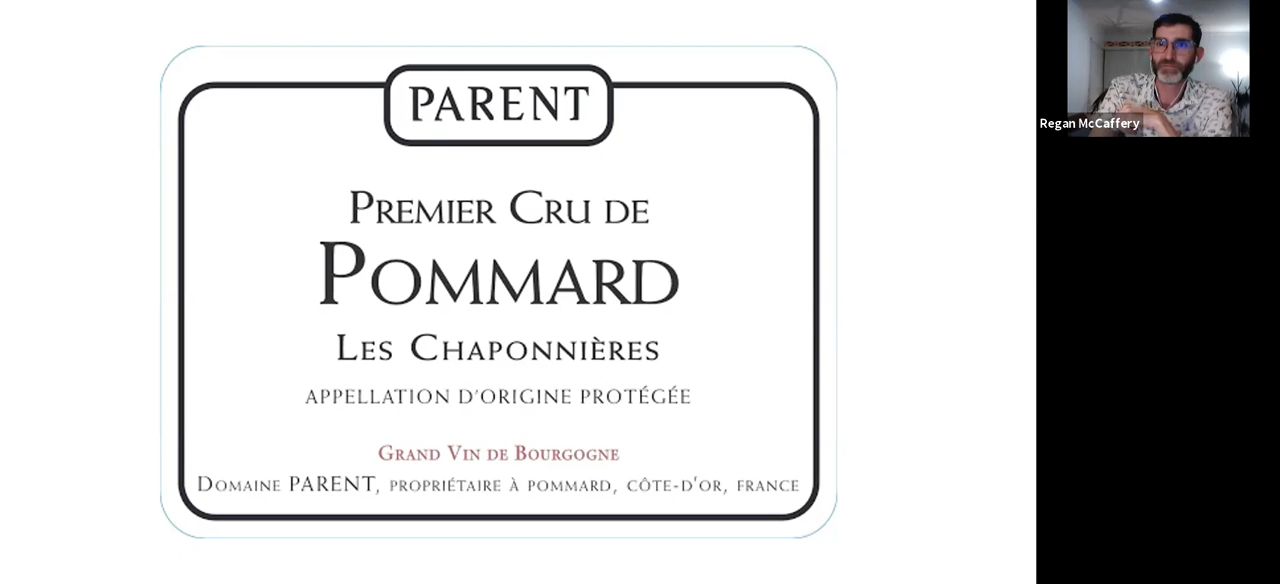 PARENT
Premier Cru de
Pommard
Les Chaponnières
APPELLATION D'ORIGINE PROTÉGÉE
Grand Vin de Bourgogne
Domaine PARENT, propriétaire à pommard, côte-d'or, france
Regan McCaffery